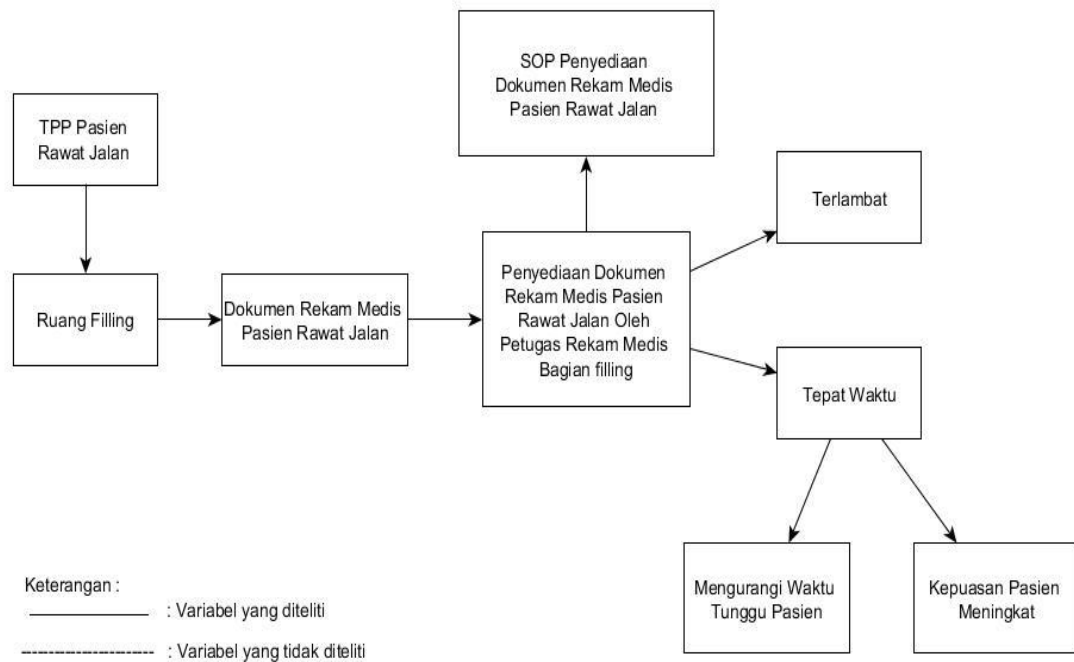 SOP Penyediaan
Dokumen Rekam Medis
Pasien Rawat Jalan
TPP Pasien
Rawat Jalan
Terlambat
Ruang Filling
Dokumen Rekam Medis
Pasien Rawat Jalan
Penyediaan Dokumen
Rekam Medis Pasien
Rawat Jalan Oleh
Petugas Rekam Medis
Bagian filling
Tepat Waktu
Mengurangi Waktu
Tunggu Pasien
Kepuasan Pasien
Meningkat
Keterangan :
: Variabel yang diteliti
: Variabel yang tidak diteliti